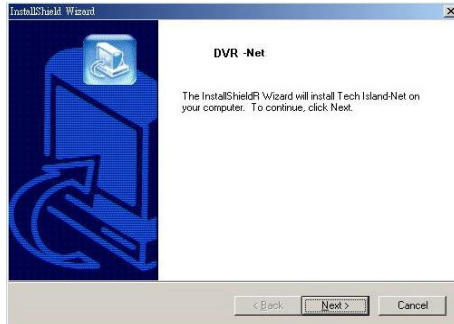 InstallShield Wizard
DVR -Net
The InstallShieldR Wizard will install Tech Island-Net on
your computer. To continue, click Next.
< Back
Next >
Cancel